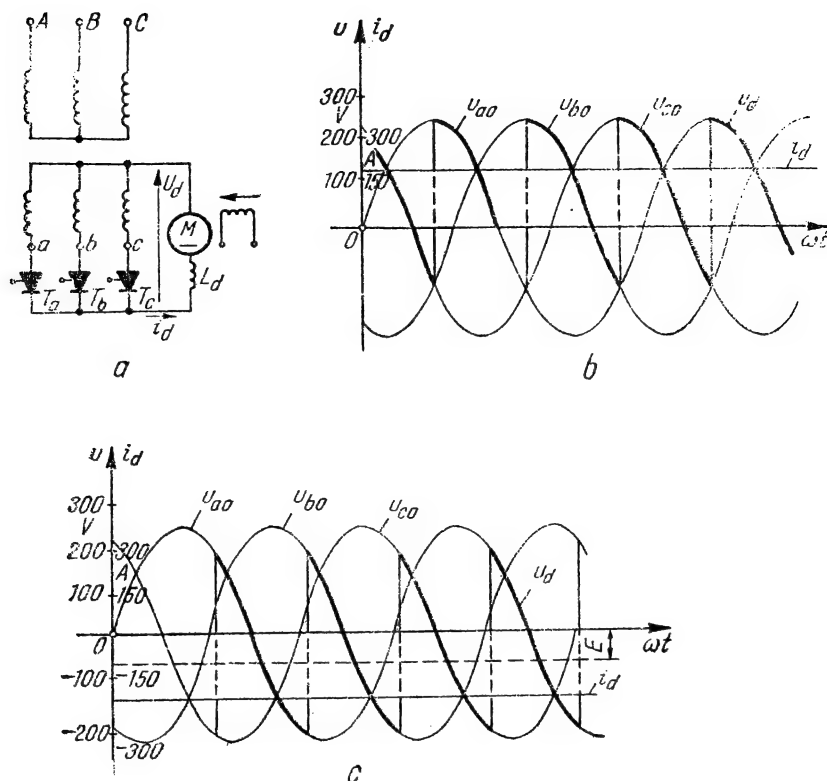 A B C
U_d
M
L_d
a b c
T_a T_b T_c
i_d
a
u i_d
300
V
200 300
A
100 150
0
u_ao u_bo u_co u_d
i_d
ωt
b
u i_d
300
V
200 300
A
100 150
0
-100 -150
-200
-300
u_ao u_bo u_co
u_d
ωt
E
i_d
c